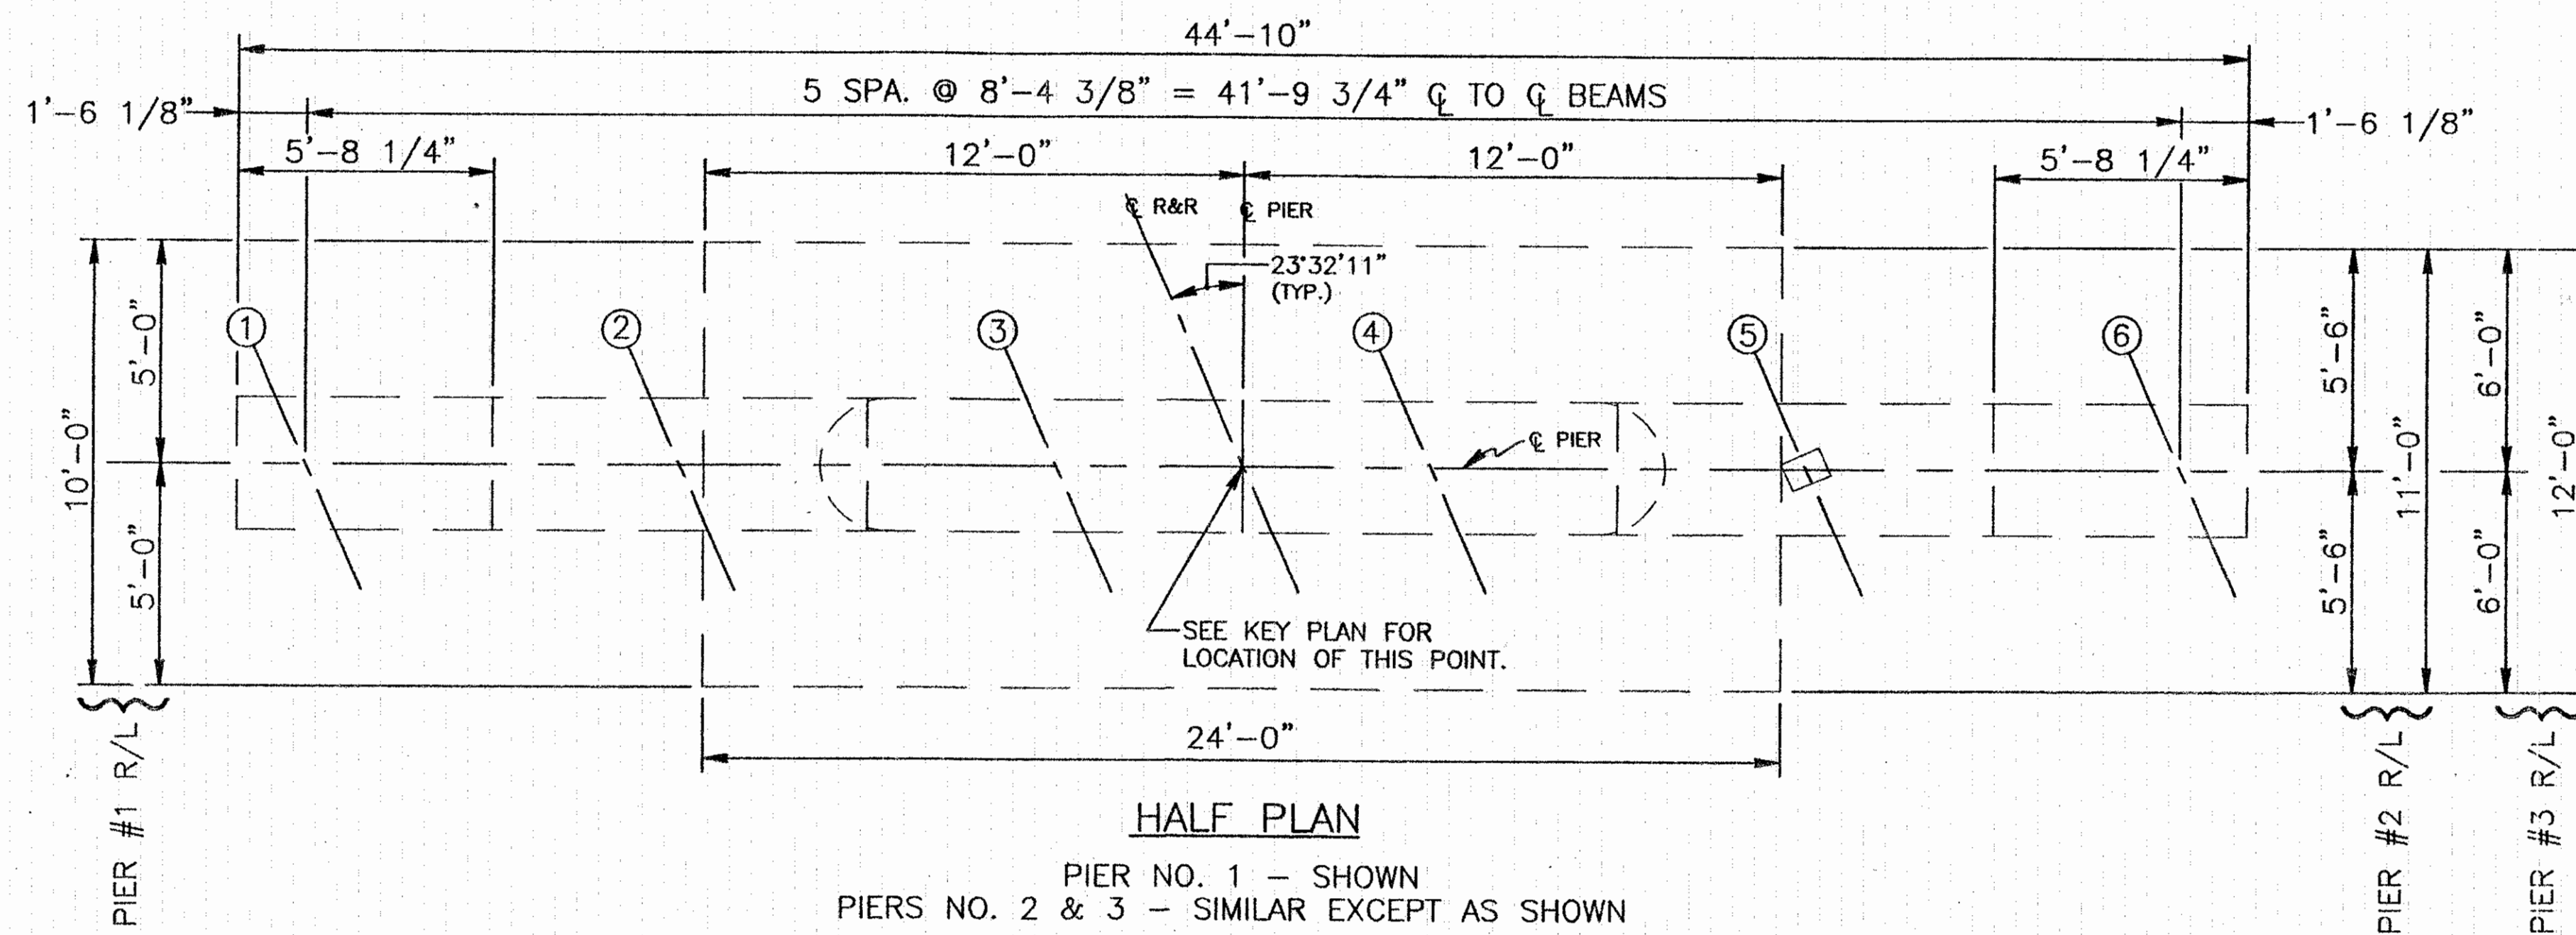 44'-10"
5 SPA. @ 8'-4 3/8" = 41'-9 3/4" ℄ TO ℄ BEAMS
1'-6 1/8"
1'-6 1/8"
5'-8 1/4"
12'-0"
12'-0"
5'-8 1/4"
℄ R&R
℄ PIER
23°32'11"
(TYP.)
1
2
3
4
5
6
10'-0"
5'-0"
5'-0"
℄ PIER
5'-6"
5'-6"
11'-0"
6'-0"
6'-0"
12'-0"
SEE KEY PLAN FOR
LOCATION OF THIS POINT.
24'-0"
PIER #1 R/L
PIER #2 R/L
PIER #3 R/L
HALF PLAN
PIER NO. 1 - SHOWN
PIERS NO. 2 & 3 - SIMILAR EXCEPT AS SHOWN